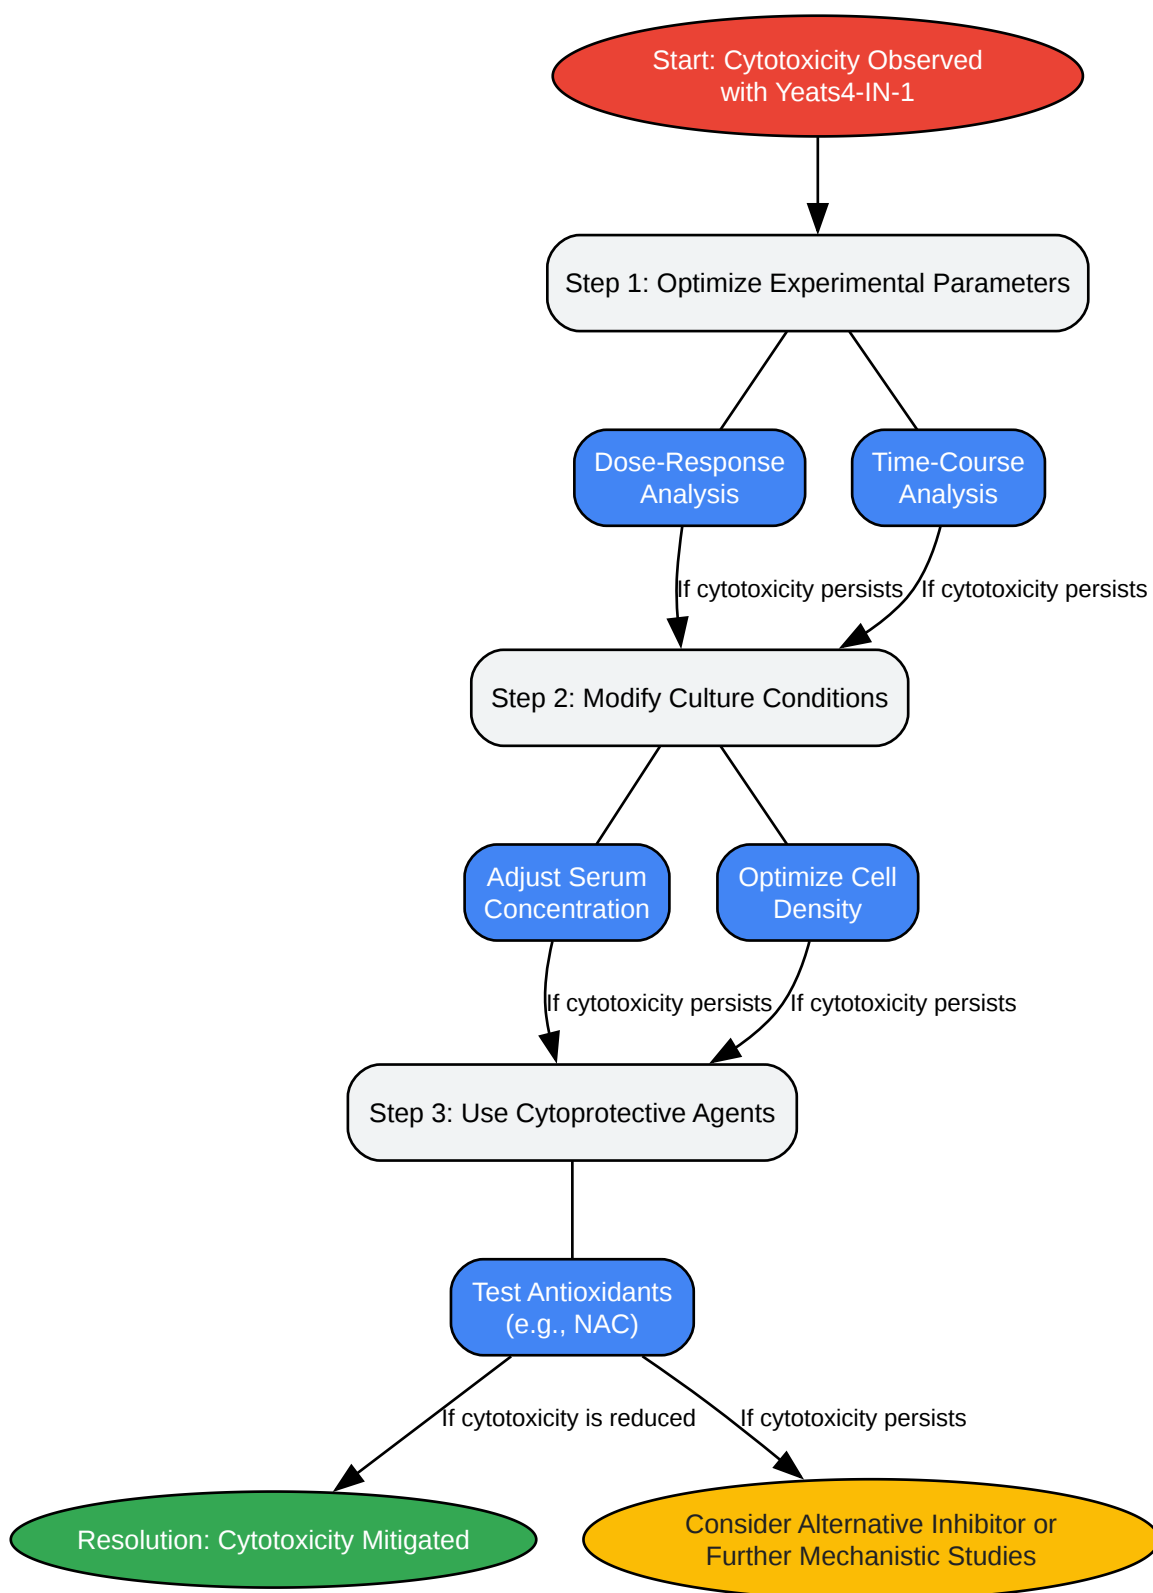 Start: Cytotoxicity Observed
with Yeats4-IN-1
Step 1: Optimize Experimental Parameters
Dose-Response
Analysis
Time-Course
Analysis
If cytotoxicity persists
If cytotoxicity persists
Step 2: Modify Culture Conditions
Adjust Serum
Concentration
Optimize Cell
Density
If cytotoxicity persists
If cytotoxicity persists
Step 3: Use Cytoprotective Agents
Test Antioxidants
(e.g., NAC)
If cytotoxicity is reduced
If cytotoxicity persists
Resolution: Cytotoxicity Mitigated
Consider Alternative Inhibitor or
Further Mechanistic Studies